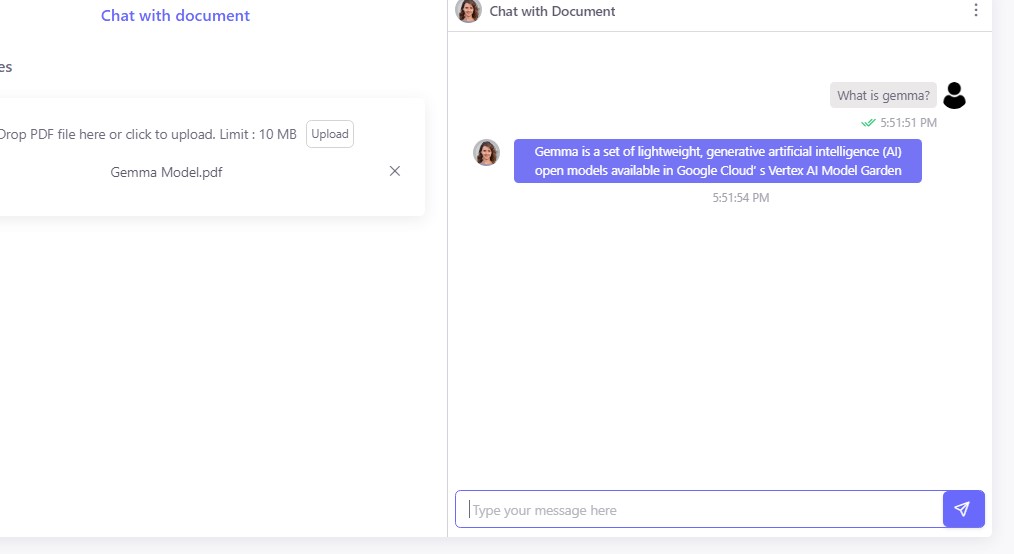 Chat with document
es
Drop PDF file here or click to upload. Limit : 10 MB
Upload
Gemma Model.pdf
Chat with Document
What is gemma?
5:51:51 PM
Gemma is a set of lightweight, generative artificial intelligence (AI)
open models available in Google Cloud' s Vertex AI Model Garden
5:51:54 PM
Type your message here